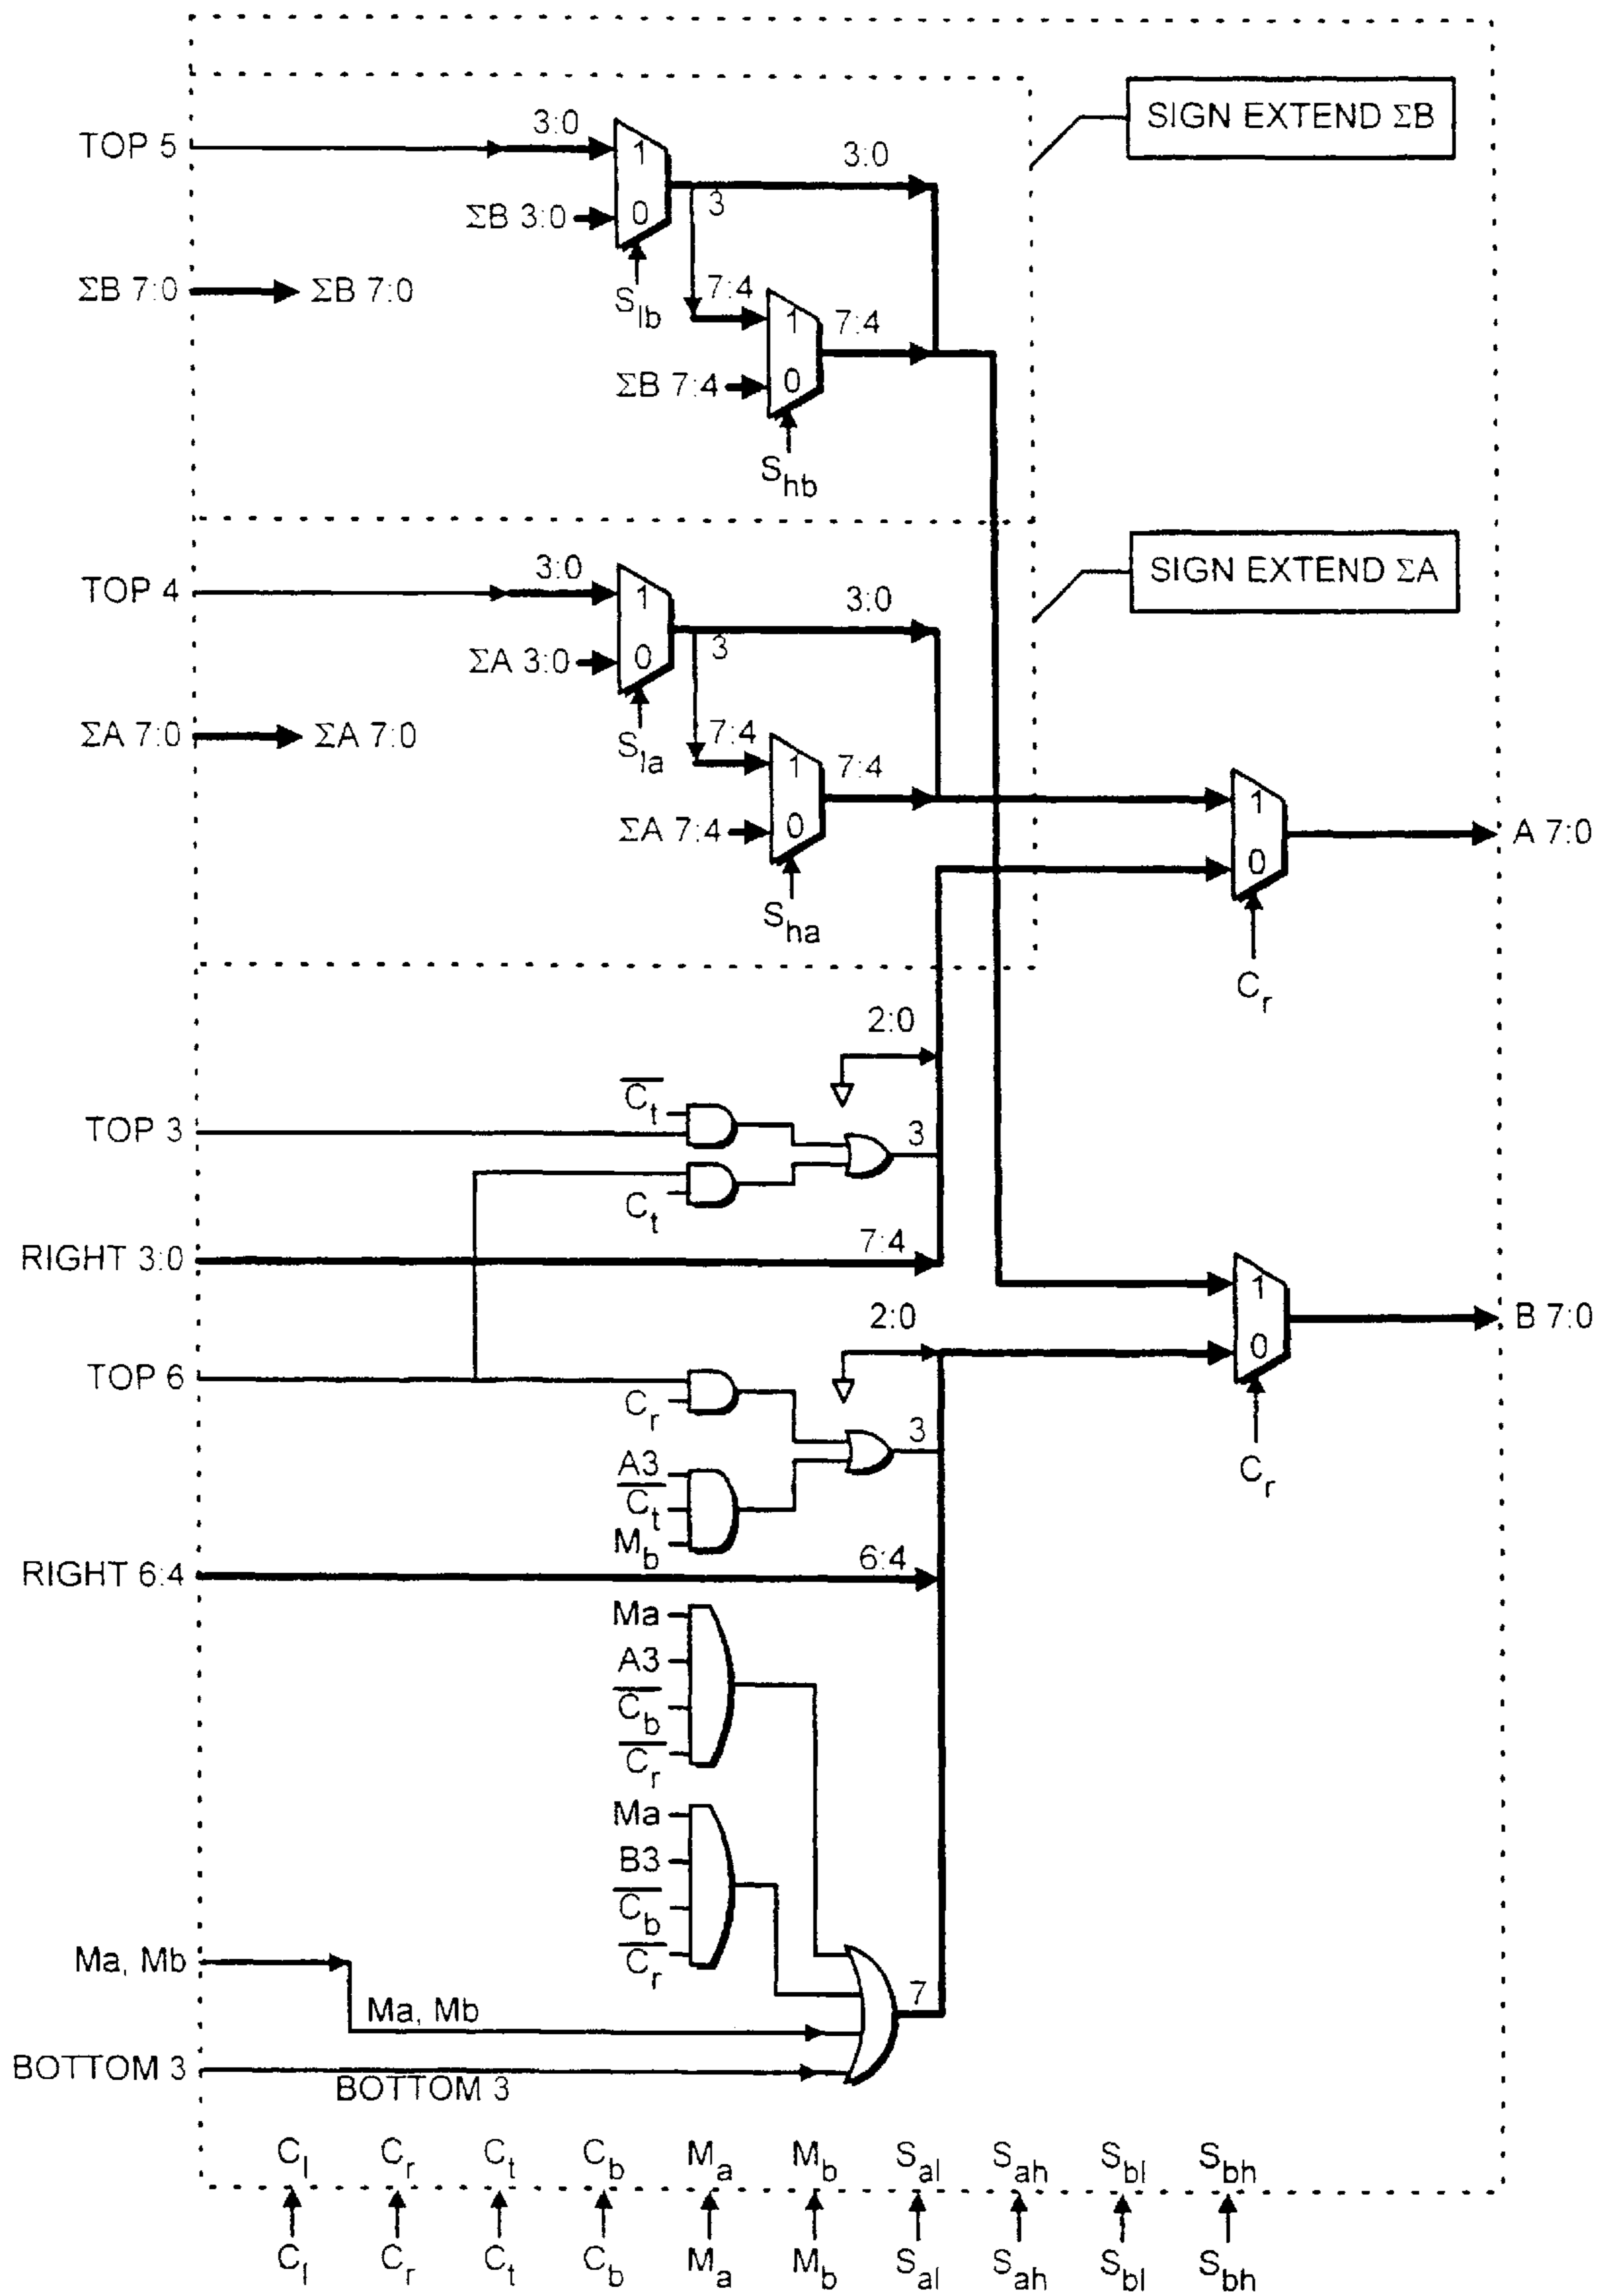 SIGN EXTEND ΣB
TOP 5
3:0
1
3:0
ΣB 3:0
0
3
S_lb
ΣB 7:0
ΣB 7:0
7:4
1
7:4
ΣB 7:4
0
S_hb
SIGN EXTEND ΣA
TOP 4
3:0
1
3:0
ΣA 3:0
0
3
S_la
ΣA 7:0
ΣA 7:0
7:4
1
7:4
ΣA 7:4
0
S_ha
1
0
A 7:0
C_r
2:0
C̅_t
TOP 3
3
C_t
RIGHT 3:0
7:4
1
0
B 7:0
C_r
2:0
TOP 6
C_r
3
A3
C̅_t
M_b
RIGHT 6:4
6:4
Ma
A3
C̅_b
C̅_r
Ma
B3
C̅_b
C̅_r
Ma, Mb
Ma, Mb
7
BOTTOM 3
BOTTOM 3
C_l C_r C_t C_b M_a M_b S_al S_ah S_bl S_bh
C_l C_r C_t C_b M_a M_b S_al S_ah S_bl S_bh